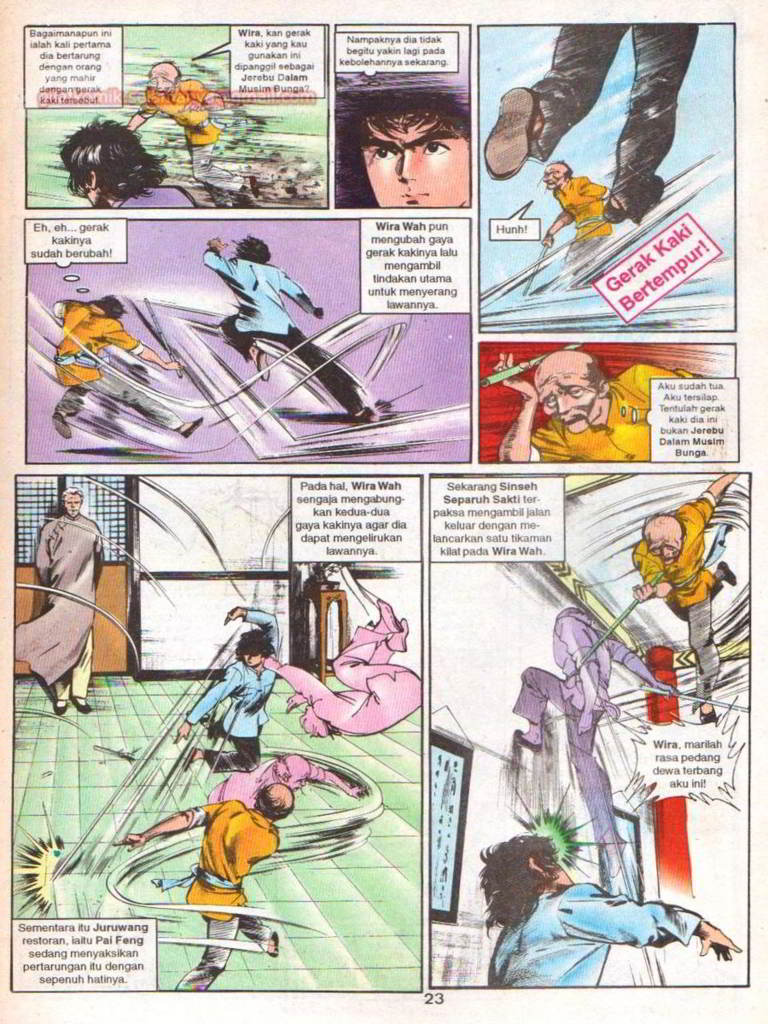 Bagaimanapun ini
ialah kali pertama
dia bertarung
dengan orang
yang mahir
dengan gerak
kaki tersebut.
Wira, kan gerak
kaki yang kau
gunakan ini
dipanggil sebagai
Jerebu Dalam
Musim Bunga?
Nampaknya dia tidak
begitu yakin lagi pada
kebolehannya sekarang.
Hunh!
Gerak Kaki
Bertempur!
Eh, eh... gerak
kakinya
sudah berubah!
Wira Wah pun
mengubah gaya
gerak kakinya lalu
mengambil
tindakan utama
untuk menyerang
lawannya.
Aku sudah tua.
Aku tersilap.
Tentulah gerak
kaki dia ini
bukan Jerebu
Dalam Musim
Bunga.
Pada hal, Wira Wah
sengaja mengabung-
kan kedua-dua
gaya kakinya agar dia
dapat mengelirukan
lawannya.
Sementara itu Juruwang
restoran, iaitu Pai Feng
sedang menyaksikan
pertarungan itu dengan
sepenuh hatinya.
Sekarang Sinseh
Separuh Sakti ter-
paksa mengambil jalan
keluar dengan me-
lancarkan satu tikaman
kilat pada Wira Wah.
Wira, marilah
rasa pedang
dewa terbang
aku ini!
23